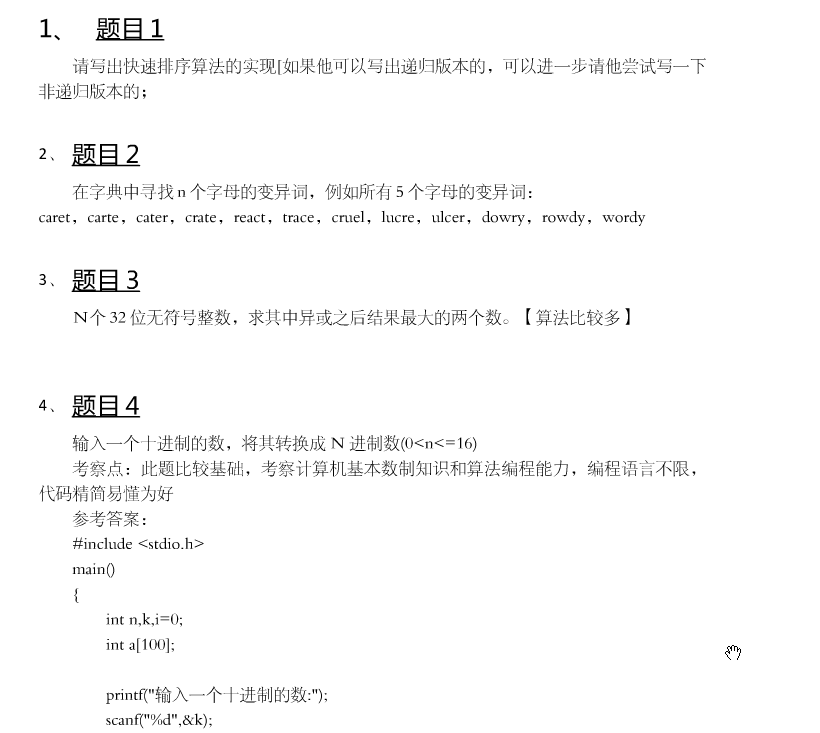 1、 题目1
请写出快速排序算法的实现[如果他可以写出递归版本的，可以进一步请他尝试写一下
非递归版本的；
2、 题目2
在字典中寻找 n 个字母的变异词，例如所有 5 个字母的变异词：
caret，carte，cater，crate，react，trace，cruel，lucre，ulcer，dowry，rowdy，wordy
3、 题目3
N个 32 位无符号整数，求其中异或之后结果最大的两个数。【算法比较多】
4、 题目4
输入一个十进制的数，将其转换成 N 进制数(0<n<=16)
考察点：此题比较基础，考察计算机基本数制知识和算法编程能力，编程语言不限，
代码精简易懂为好
参考答案：
#include <stdio.h>
main()
{
int n,k,i=0;
int a[100];
printf("输入一个十进制的数:");
scanf("%d",&k);